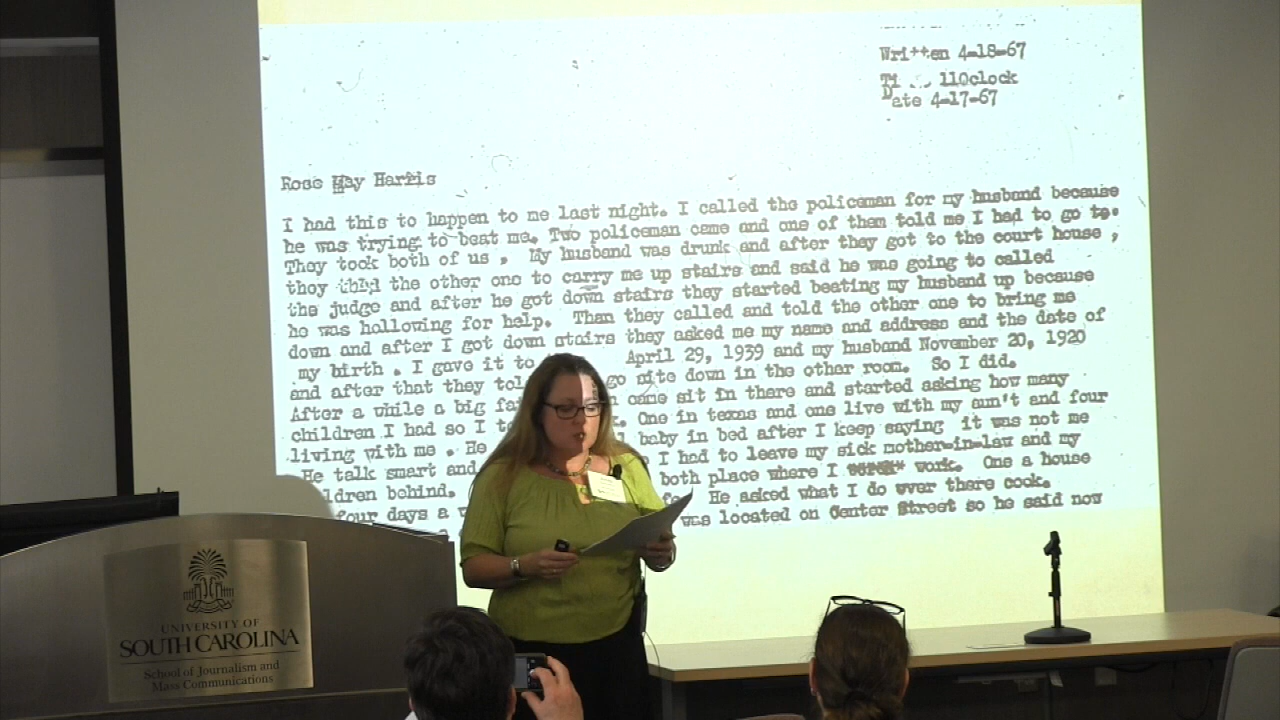 Written 4-18-67
11Oclock
Date 4-17-67
Rose May Harris
I had this to happen to me last night. I called the policeman for my husband because
he was trying to beat me. Two policeman came and one of them told me I had to go to.
They took both of us . My husband was drunk and after they got to the court house ,
they the other one to carry me up stairs and said he was going to called
the judge and after he got down stairs they started beating my husband up because
he was hollowing for help. Than they called and told the other one to bring me
down and after I got down stairs they asked me my name and address and the date of
my birth . I gave it to April 29, 1939 and my husband November 20, 1920
and after that they go nite down in the other room. So I did.
After a while a big came sit in there and started asking how many
children I had so I One in texas and one live with my aun't and four
living with me . He baby in bed after I keep saying it was not me
He talk smart and I had to leave my sick mother-in-law and my
ldren behind. both place where I work. One a house
four days a He asked what I do over there cook.
was located on Center Street so he said now
UNIVERSITY OF
SOUTH CAROLINA
School of Journalism and
Mass Communications